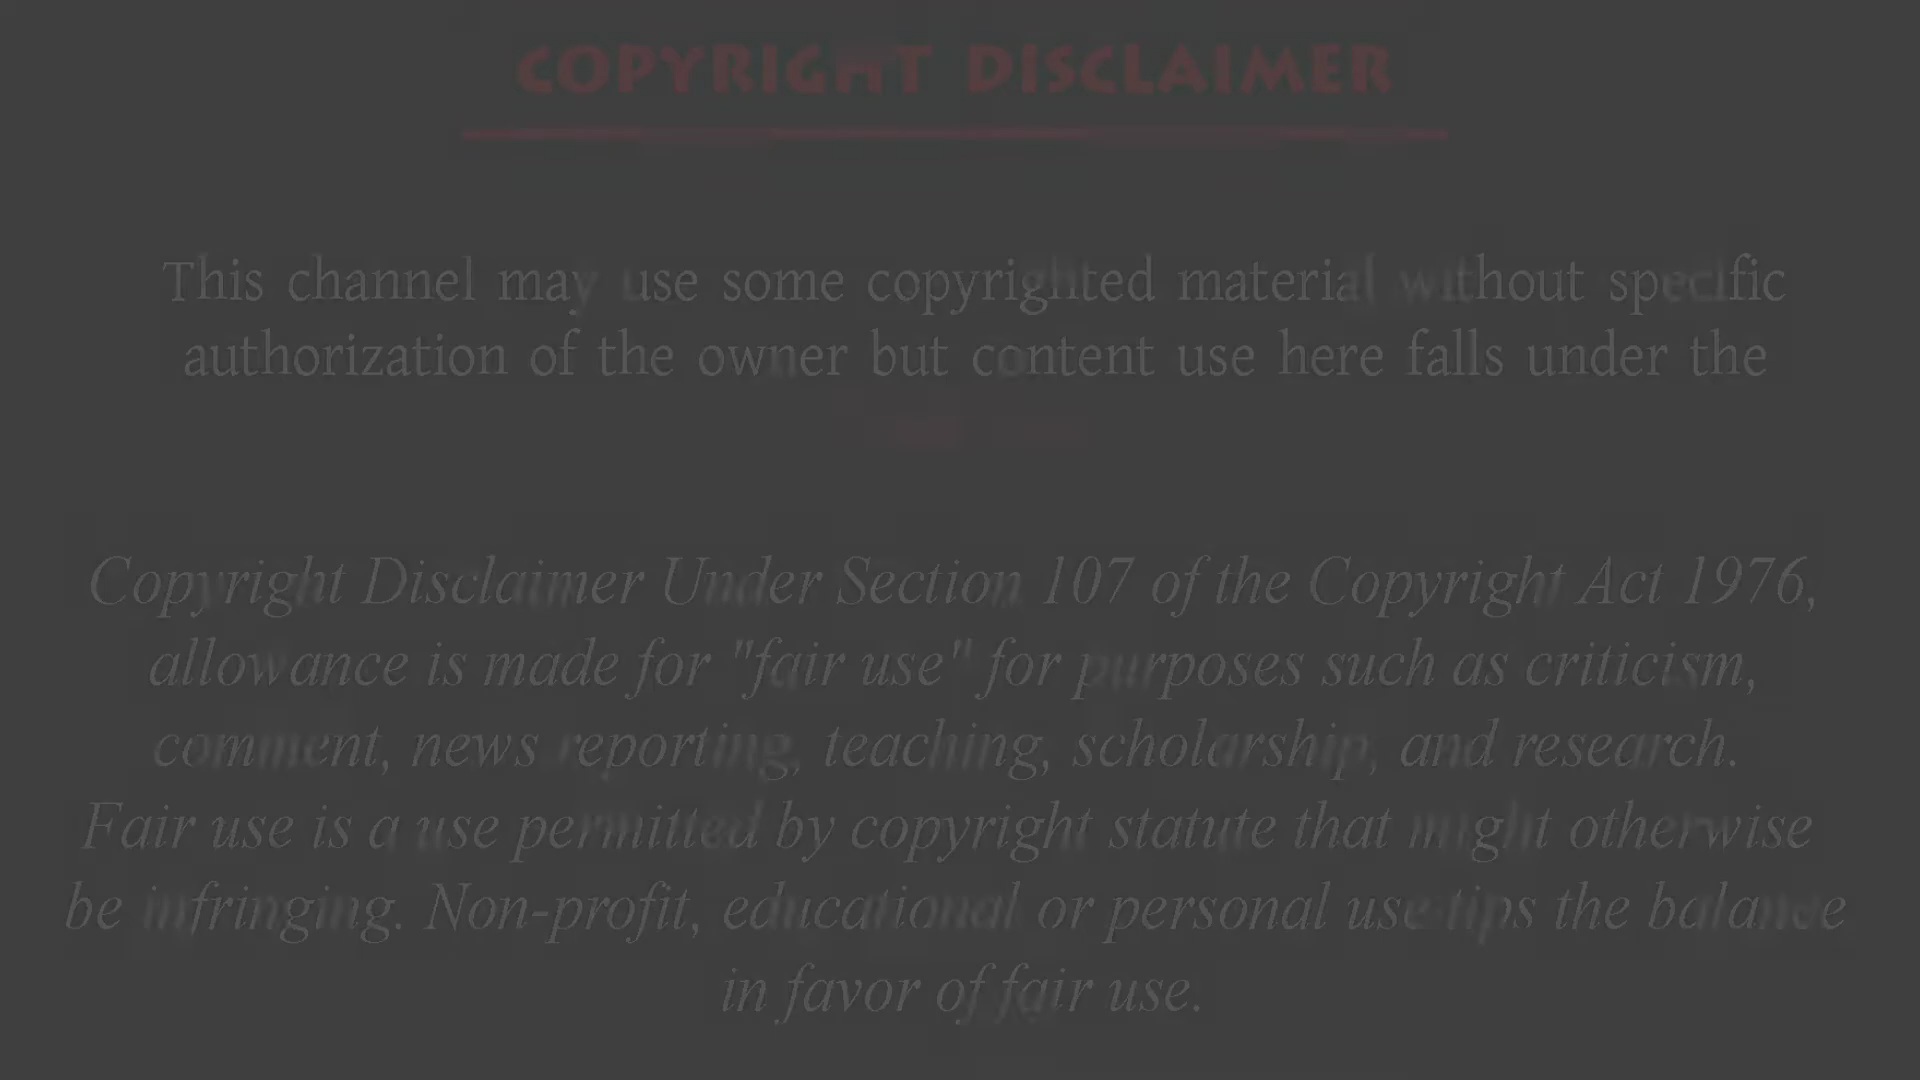 COPYRIGHT DISCLAIMER
This channel may use some copyrighted material without specific
authorization of the owner but content use here falls under the
Copyright Disclaimer Under Section 107 of the Copyright Act 1976,
allowance is made for "fair use" for purposes such as criticism,
comment, news reporting, teaching, scholarship, and research.
Fair use is a use permitted by copyright statute that might otherwise
be infringing. Non-profit, educational or personal use tips the balance
in favor of fair use.